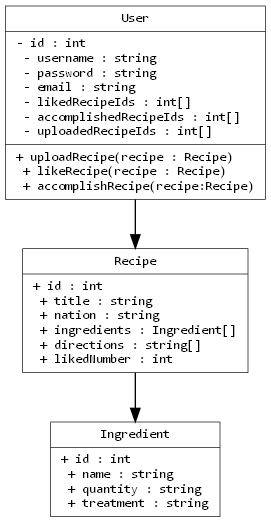 User
- id : int
- username : string
- password : string
- email : string
- likedRecipeIds : int[]
- accomplishedRecipeIds : int[]
- uploadedRecipeIds : int[]
+ uploadRecipe(recipe : Recipe)
+ likeRecipe(recipe : Recipe)
+ accomplishRecipe(recipe:Recipe)
Recipe
+ id : int
+ title : string
+ nation : string
+ ingredients : Ingredient[]
+ directions : string[]
+ likedNumber : int
Ingredient
+ id : int
+ name : string
+ quantity : string
+ treatment : string